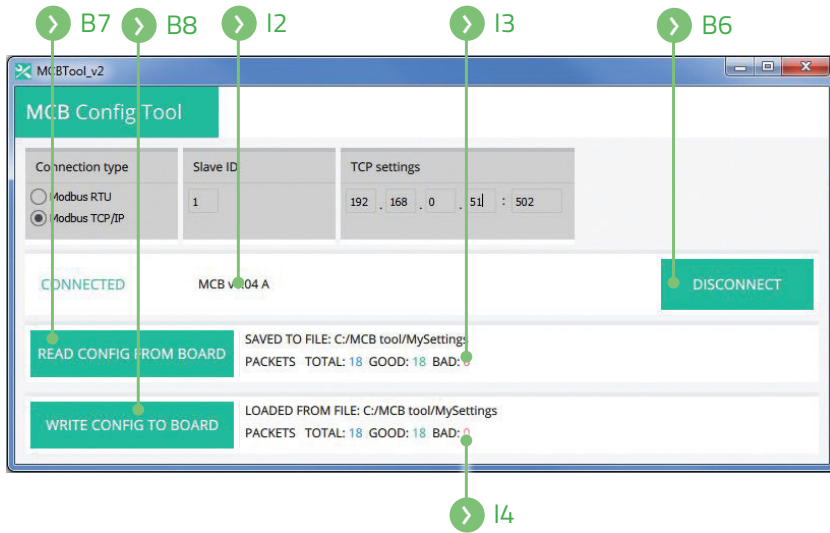 B7 B8 I2 I3 B6
MCBTool_v2
MCB Config Tool
Connection type Slave ID TCP settings
Modbus RTU
1 192 . 168 . 0 . 51 : 502
Modbus TCP/IP
CONNECTED MCB .04 A DISCONNECT
READ CONFIG FROM BOARD
SAVED TO FILE: C:/MCB tool/MySettings
PACKETS TOTAL: 18 GOOD: 18 BAD: 0
WRITE CONFIG TO BOARD
LOADED FROM FILE: C:/MCB tool/MySettings
PACKETS TOTAL: 18 GOOD: 18 BAD: 0
I4